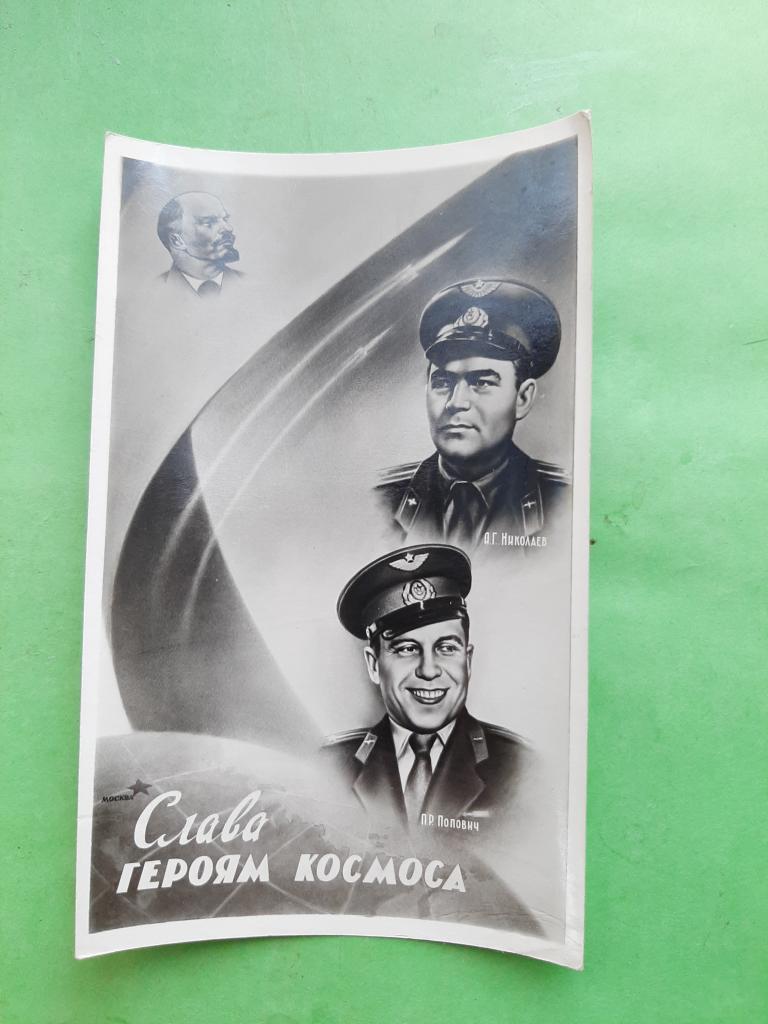 А.Г. Николаев
П.Р. Попович
МОСКВА
Слава
ГЕРОЯМ КОСМОСА